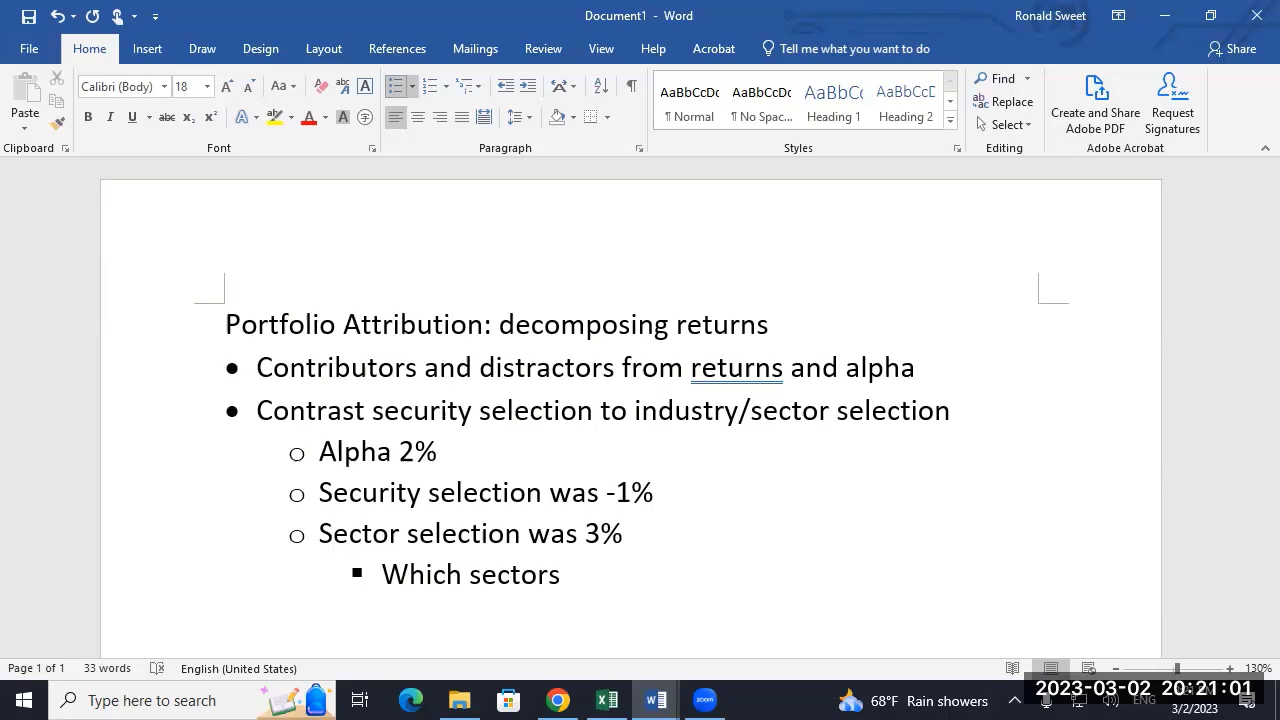 Document1 - Word
Ronald Sweet
File Home Insert Draw Design Layout References Mailings Review View Help Acrobat Tell me what you want to do Share
Paste
Calibri (Body) 18 Aa
AaBbCcDc AaBbCcDc AaBbCc AaBbCcE
¶ Normal ¶ No Spac... Heading 1 Heading 2
Find
Replace
Select
Create and Share Adobe PDF
Request Signatures
Clipboard Font Paragraph Styles Editing Adobe Acrobat
Portfolio Attribution: decomposing returns
• Contributors and distractors from returns and alpha
• Contrast security selection to industry/sector selection
o Alpha 2%
o Security selection was -1%
o Sector selection was 3%
▪ Which sectors
Page 1 of 1 33 words English (United States) 130%
Type here to search
zoom
68°F Rain showers
ENG
2023-03-02 20:21:01
3/2/2023